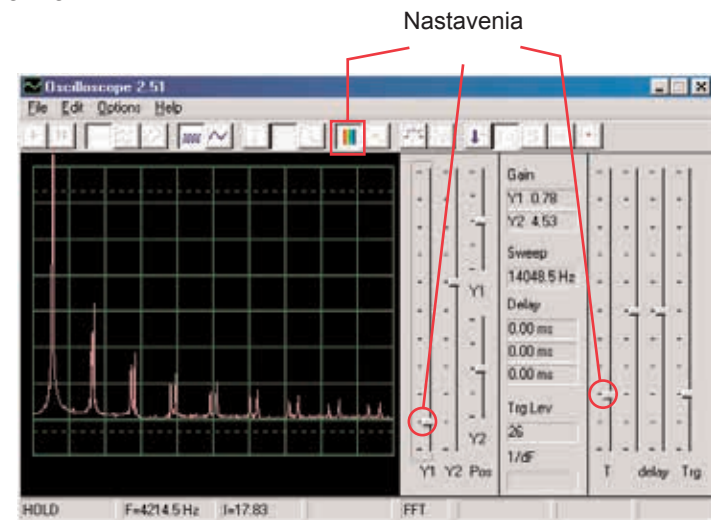 Nastavenia
Oscilloscope 2.51
File Edit Options Help
Gain
Y1 0.78
Y2 4.53
Sweep
14048.5 Hz
Delay
0.00 ms
0.00 ms
0.00 ms
Trg Lev
26
1/dF
Y1
Y2
Y1 Y2 Pos
T delay Trg
HOLD F=4214.5 Hz I=17.83 FFT